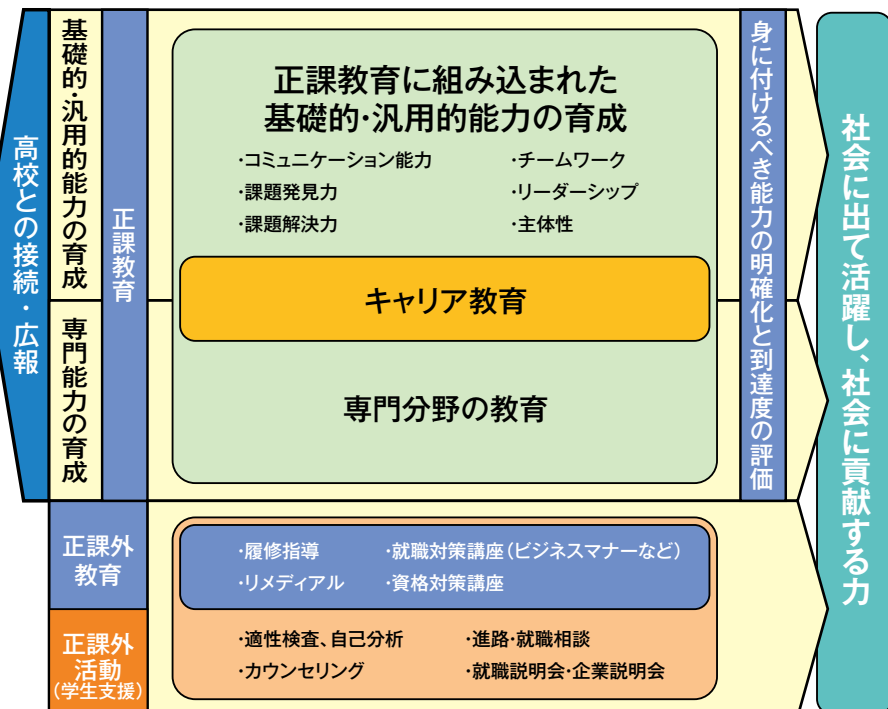 高校との接続・広報
基礎的・汎用的能力の育成
専門能力の育成
正課教育
正課教育に組み込まれた
基礎的・汎用的能力の育成
・コミュニケーション能力
・チームワーク
・課題発見力
・リーダーシップ
・課題解決力
・主体性
キャリア教育
専門分野の教育
身に付けるべき能力の明確化と到達度の評価
社会に出て活躍し、社会に貢献する力
正課外
教育
・履修指導
・就職対策講座(ビジネスマナーなど)
・リメディアル
・資格対策講座
正課外
活動
(学生支援)
・適性検査、自己分析
・進路・就職相談
・カウンセリング
・就職説明会・企業説明会